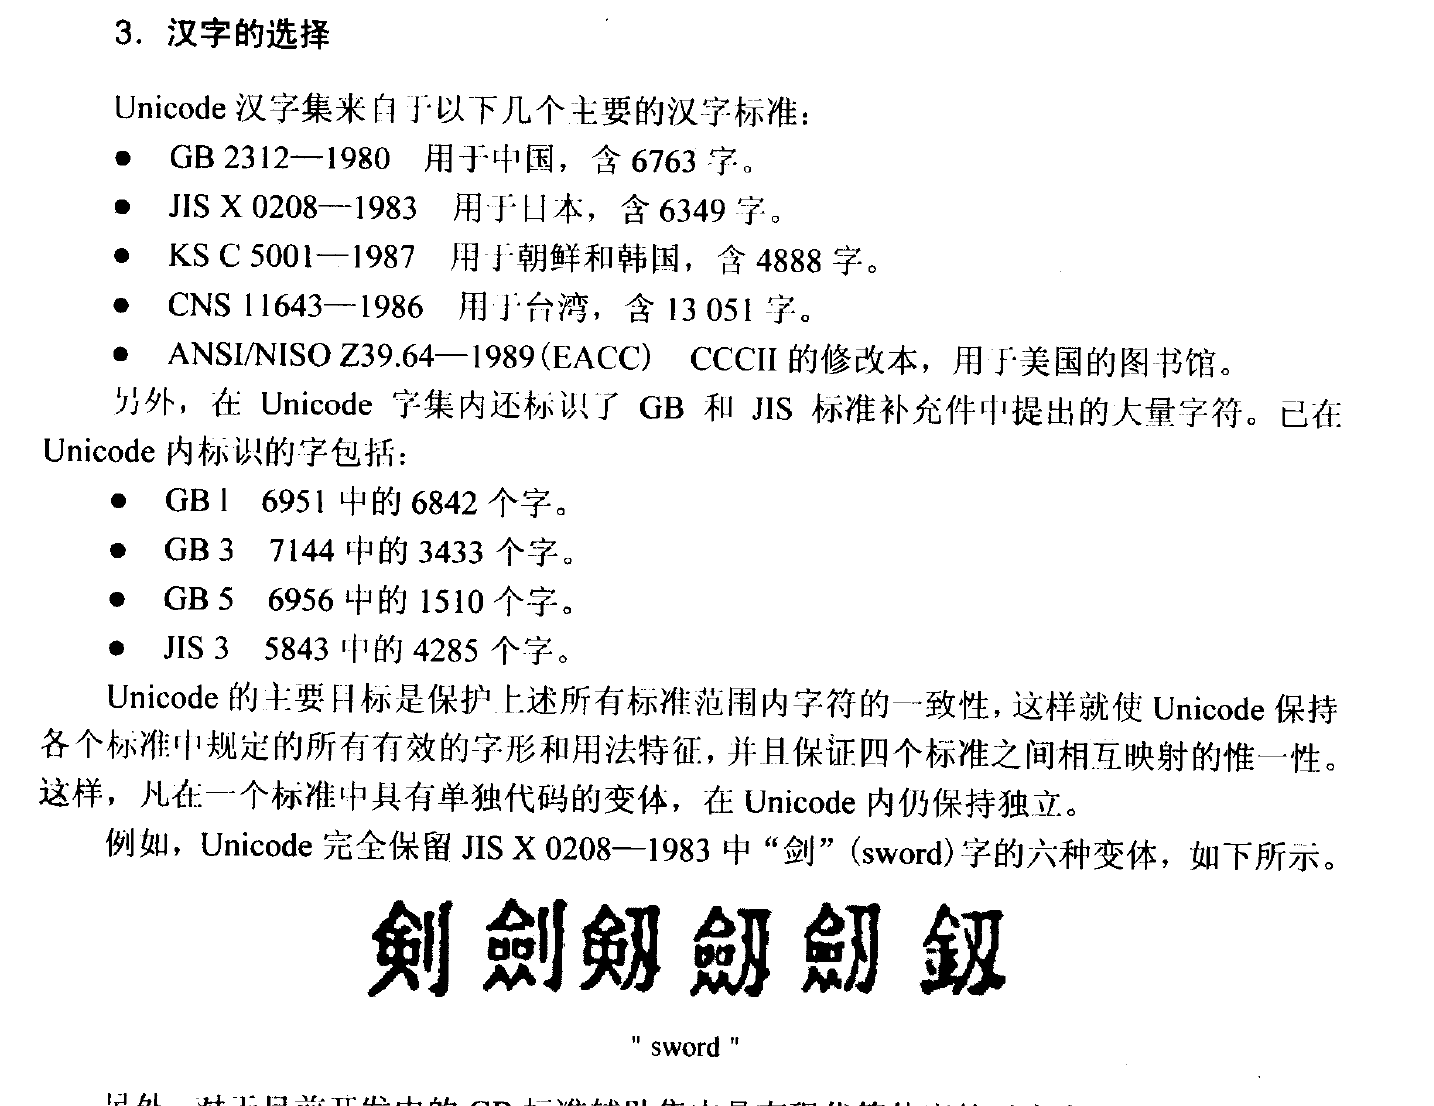 3. 汉字的选择
Unicode 汉字集来自于以下几个主要的汉字标准：
● GB 2312—1980 用于中国，含 6763 字。
● JIS X 0208—1983 用于日本，含 6349 字。
● KS C 5001—1987 用于朝鲜和韩国，含 4888 字。
● CNS 11643—1986 用于台湾，含 13 051 字。
● ANSI/NISO Z39.64—1989(EACC) CCCII 的修改本，用于美国的图书馆。
另外，在 Unicode 字集内还标识了 GB 和 JIS 标准补充件中提出的大量字符。已在
Unicode 内标识的字包括：
● GB 1 6951 中的 6842 个字。
● GB 3 7144 中的 3433 个字。
● GB 5 6956 中的 1510 个字。
● JIS 3 5843 中的 4285 个字。
Unicode 的主要目标是保护上述所有标准范围内字符的一致性，这样就使 Unicode 保持
各个标准中规定的所有有效的字形和用法特征，并且保证四个标准之间相互映射的惟一性。
这样，凡在一个标准中具有单独代码的变体，在 Unicode 内仍保持独立。
例如，Unicode 完全保留 JIS X 0208—1983 中“剑”(sword)字的六种变体，如下所示。
剣 劍 剱 劔 劒 釼
" sword "